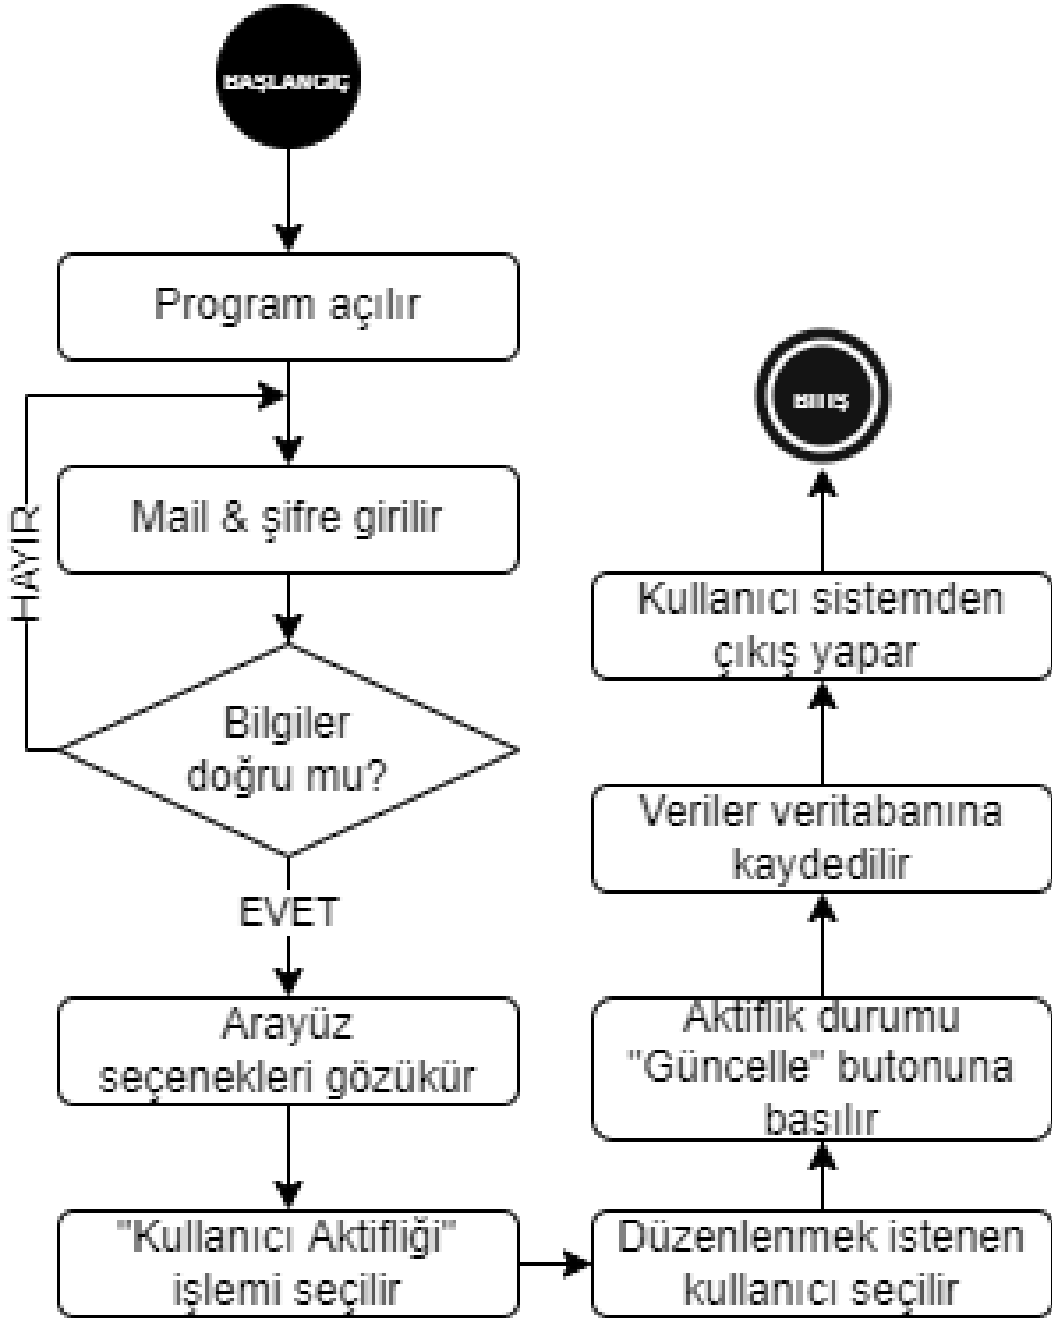 BAŞLANGIÇ
Program açılır
Mail & şifre girilir
HAYIR
Bilgiler
doğru mu?
EVET
Arayüz
seçenekleri gözükür
"Kullanıcı Aktifliği"
işlemi seçilir
Düzenlenmek istenen
kullanıcı seçilir
Aktiflik durumu
"Güncelle" butonuna
basılır
Veriler veritabanına
kaydedilir
Kullanıcı sistemden
çıkış yapar
BİTİŞ